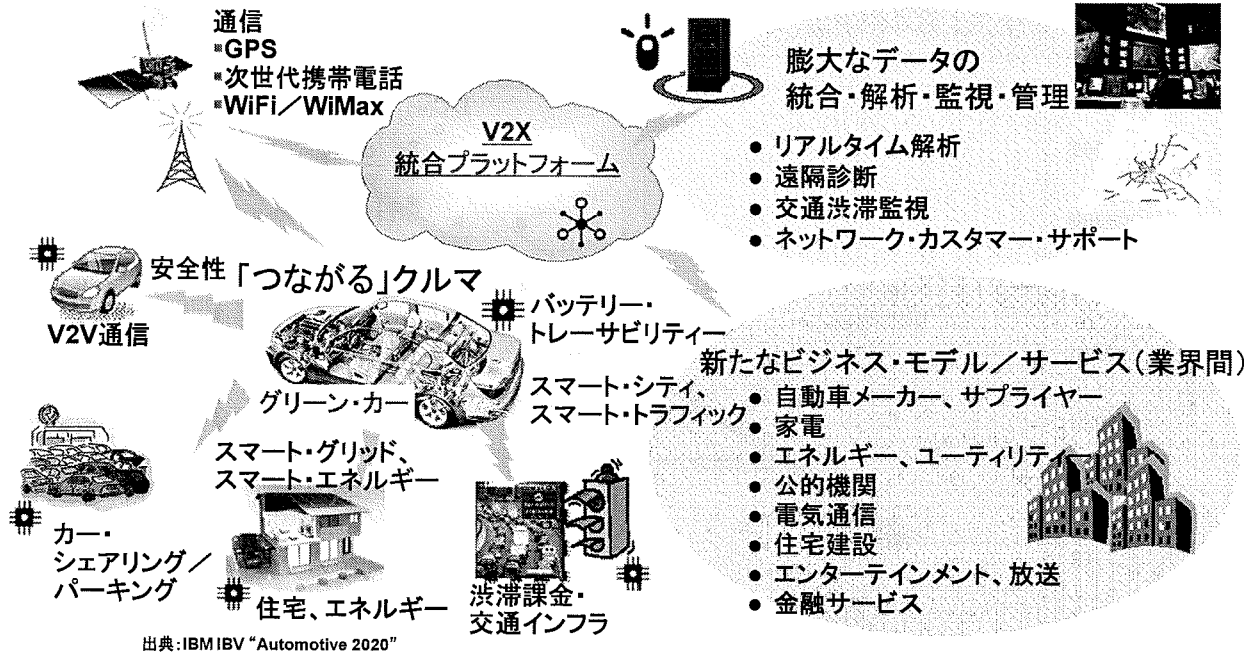 通信
GPS
次世代携帯電話
WiFi／WiMax
V2X
統合プラットフォーム
膨大なデータの
統合・解析・監視・管理
● リアルタイム解析
● 遠隔診断
● 交通渋滞監視
● ネットワーク・カスタマー・サポート
安全性
「つながる」クルマ
V2V通信
バッテリー・
トレーサビリティー
グリーン・カー
スマート・シティ、
スマート・トラフィック
新たなビジネス・モデル／サービス（業界間）
● 自動車メーカー、サプライヤー
● 家電
● エネルギー、ユーティリティー
● 公的機関
● 電気通信
● 住宅建設
● エンターテインメント、放送
● 金融サービス
スマート・グリッド、
スマート・エネルギー
カー・
シェアリング／
パーキング
住宅、エネルギー
渋滞課金・
交通インフラ
出典：IBM IBV “Automotive 2020”